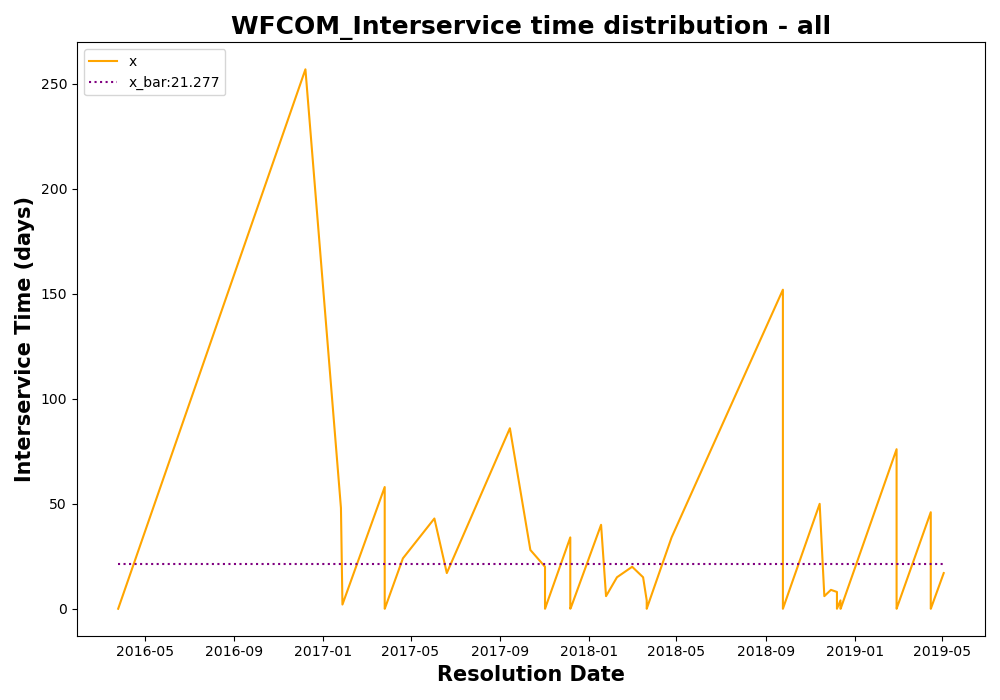 WFCOM_Interservice time distribution - all
x
x_bar:21.277
Interservice Time (days)
250
200
150
100
50
0
2016-05 2016-09 2017-01 2017-05 2017-09 2018-01 2018-05 2018-09 2019-01 2019-05
Resolution Date